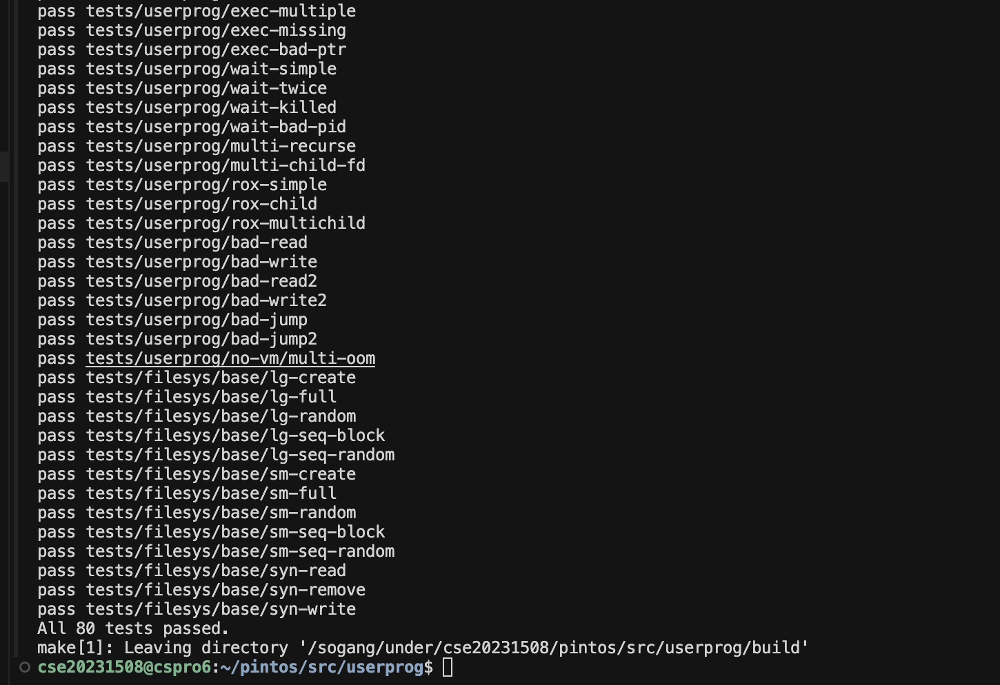 pass tests/userprog/exec-multiple
pass tests/userprog/exec-missing
pass tests/userprog/exec-bad-ptr
pass tests/userprog/wait-simple
pass tests/userprog/wait-twice
pass tests/userprog/wait-killed
pass tests/userprog/wait-bad-pid
pass tests/userprog/multi-recurse
pass tests/userprog/multi-child-fd
pass tests/userprog/rox-simple
pass tests/userprog/rox-child
pass tests/userprog/rox-multichild
pass tests/userprog/bad-read
pass tests/userprog/bad-write
pass tests/userprog/bad-read2
pass tests/userprog/bad-write2
pass tests/userprog/bad-jump
pass tests/userprog/bad-jump2
pass tests/userprog/no-vm/multi-oom
pass tests/filesys/base/lg-create
pass tests/filesys/base/lg-full
pass tests/filesys/base/lg-random
pass tests/filesys/base/lg-seq-block
pass tests/filesys/base/lg-seq-random
pass tests/filesys/base/sm-create
pass tests/filesys/base/sm-full
pass tests/filesys/base/sm-random
pass tests/filesys/base/sm-seq-block
pass tests/filesys/base/sm-seq-random
pass tests/filesys/base/syn-read
pass tests/filesys/base/syn-remove
pass tests/filesys/base/syn-write
All 80 tests passed.
make[1]: Leaving directory '/sogang/under/cse20231508/pintos/src/userprog/build'
cse20231508@cspro6:~/pintos/src/userprog$